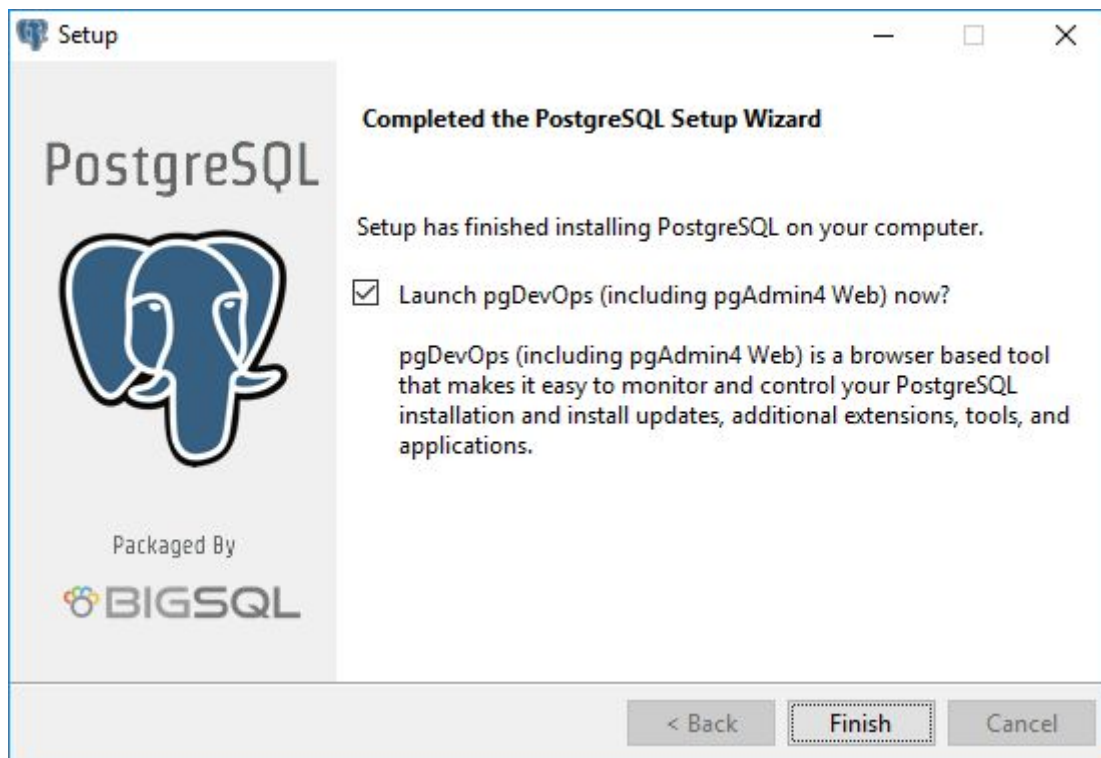 Setup
PostgreSQL
Packaged By
BIGSQL
Completed the PostgreSQL Setup Wizard
Setup has finished installing PostgreSQL on your computer.
Launch pgDevOps (including pgAdmin4 Web) now?
pgDevOps (including pgAdmin4 Web) is a browser based tool
that makes it easy to monitor and control your PostgreSQL
installation and install updates, additional extensions, tools, and
applications.
< Back Finish Cancel